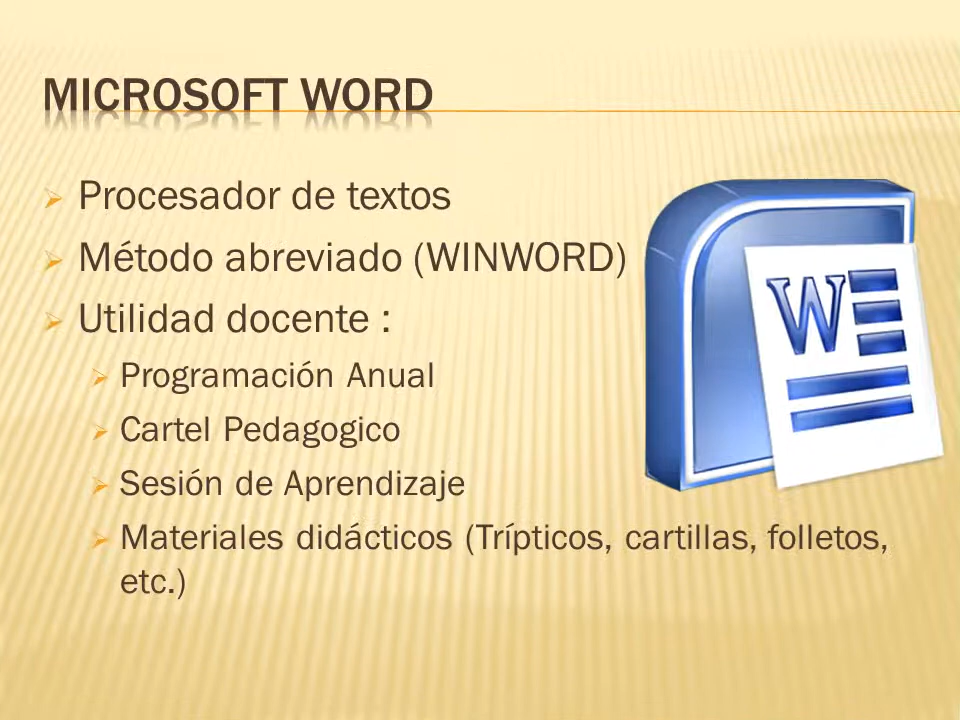 MICROSOFT WORD
Procesador de textos
Método abreviado (WINWORD)
Utilidad docente :
Programación Anual
Cartel Pedagogico
Sesión de Aprendizaje
Materiales didácticos (Trípticos, cartillas, folletos,
etc.)
W